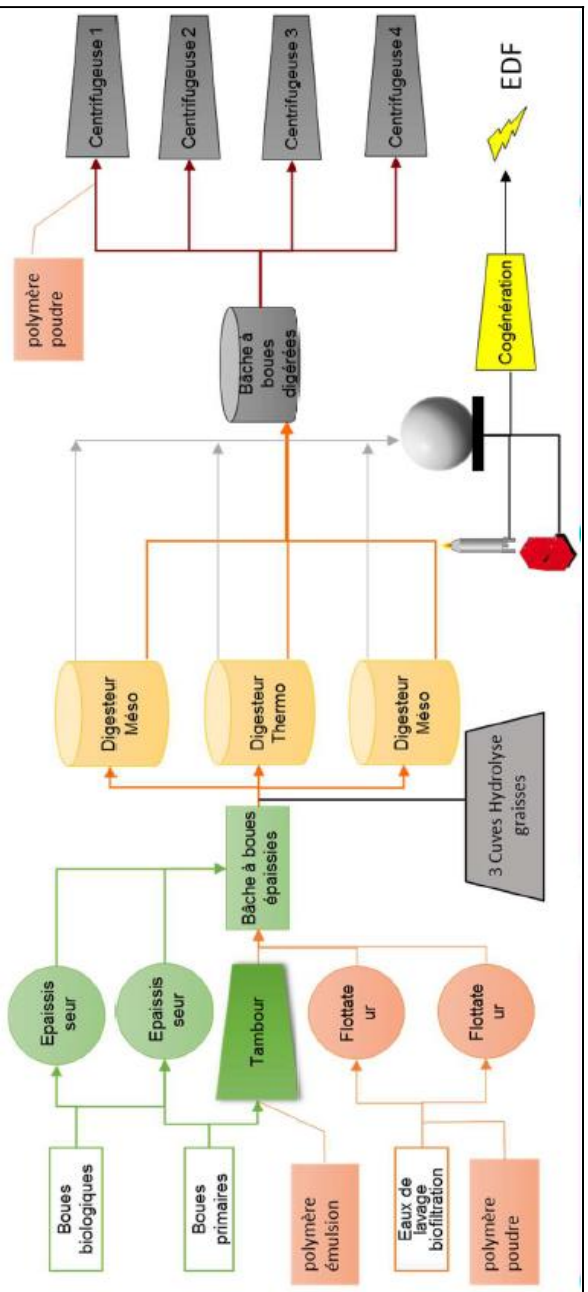 Boues
biologiques
Boues
primaires
polymère
émulsion
Eaux de
lavage
biofiltration
polymère
poudre
Epaissis
seur
Epaissis
seur
Tambour
Flottate
ur
Flottate
ur
Bâche à boues
épaissies
3 Cuves Hydrolyse
graisses
Digesteur
Méso
Digesteur
Thermo
Digesteur
Méso
Bâche à
boues
digérées
polymère
poudre
Centrifugeuse 1
Centrifugeuse 2
Centrifugeuse 3
Centrifugeuse 4
Cogénération
EDF